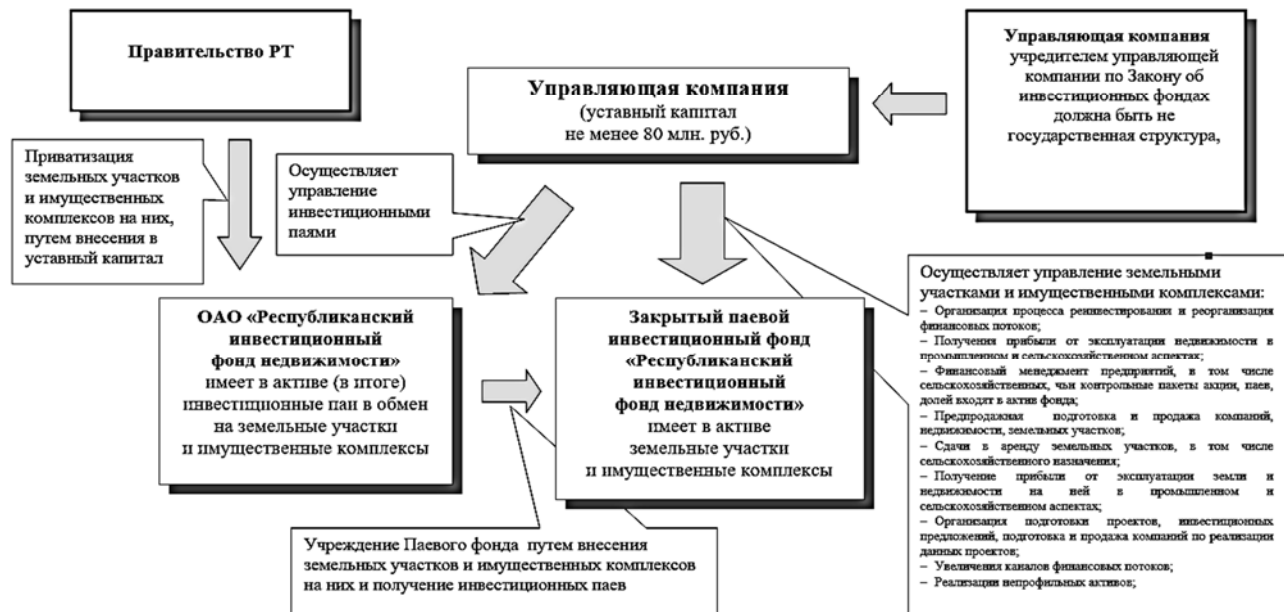 Правительство РТ
Управляющая компания
(уставный капитал
не менее 80 млн. руб.)
Управляющая компания
учредителем управляющей
компании по Закону об
инвестиционных фондах
должна быть не
государственная структура,
Приватизация
земельных участков
и имущественных
комплексов на них,
путем внесения в
уставный капитал
Осуществляет
управление
инвестиционными
паями
ОАО «Республиканский
инвестиционный
фонд недвижимости»
имеет в активе (в итоге)
инвестиционные паи в обмен
на земельные участки
и имущественные комплексы
Закрытый паевой
инвестиционный фонд
«Республиканский
инвестиционный
фонд недвижимости»
имеет в активе
земельные участки
и имущественные комплексы
Осуществляет управление земельными
участками и имущественными комплексами:
– Организация процесса реинвестирования и реорганизация
финансовых потоков;
– Получения прибыли от эксплуатации недвижимости в
промышленном и сельскохозяйственном аспектах;
– Финансовый менеджмент предприятий, в том числе
сельскохозяйственных, чьи контрольные пакеты акции, паев,
долей входят в актив фонда;
– Предпродажная подготовка и продажа компаний,
недвижимости, земельных участков;
– Сдачи в аренду земельных участков, в том числе
сельскохозяйственного назначения;
– Получение прибыли от эксплуатации земли и
недвижимости на ней в промышленном и
сельскохозяйственном аспектах;
– Организация подготовки проектов, инвестиционных
предложений, подготовка и продажа компаний по реализации
данных проектов;
– Увеличения каналов финансовых потоков;
– Реализации непрофильных активов;
Учреждение Паевого фонда путем внесения
земельных участков и имущественных комплексов
на них и получение инвестиционных паев